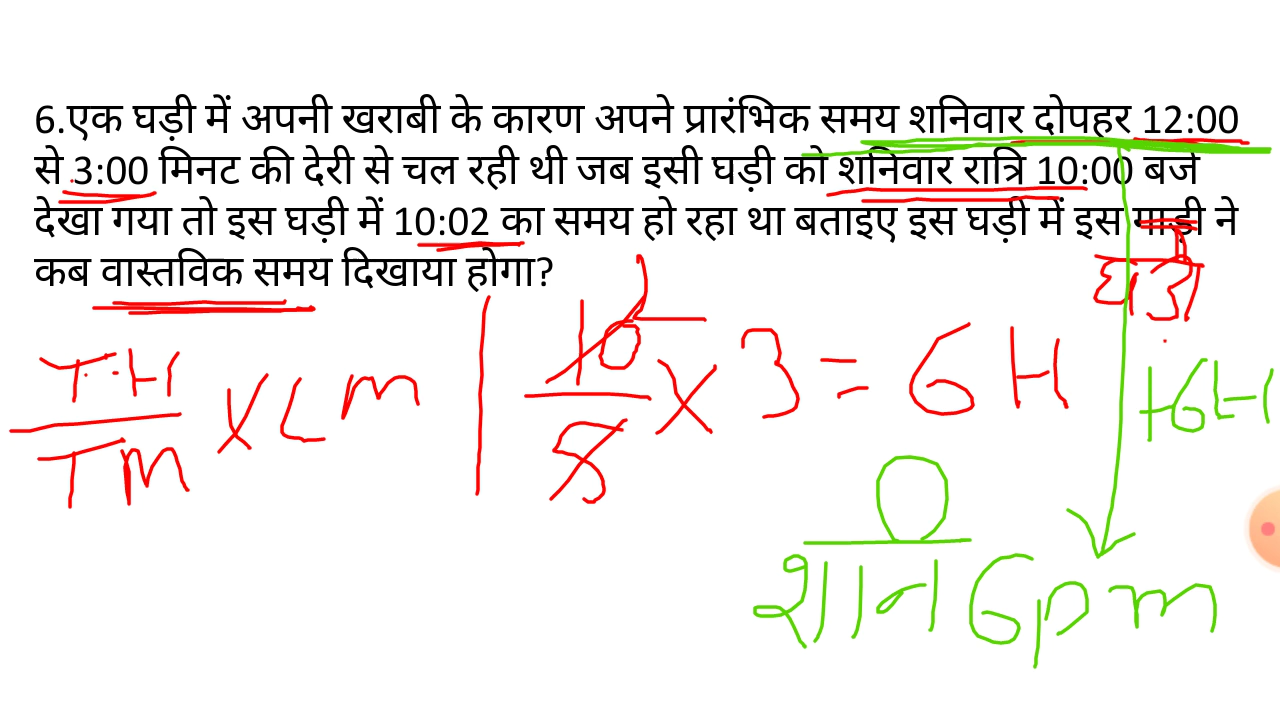 6.एक घड़ी में अपनी खराबी के कारण अपने प्रारंभिक समय शनिवार दोपहर 12:00
से 3:00 मिनट की देरी से चल रही थी जब इसी घड़ी को शनिवार रात्रि 10:00 बजे
देखा गया तो इस घड़ी में 10:02 का समय हो रहा था बताइए इस घड़ी में इस गाड़ी ने
कब वास्तविक समय दिखाया होगा?
घड़ी
T.H / Tm × Lm | 10 / 5 × 3 = 6H
2
+6H
शनि 6pm